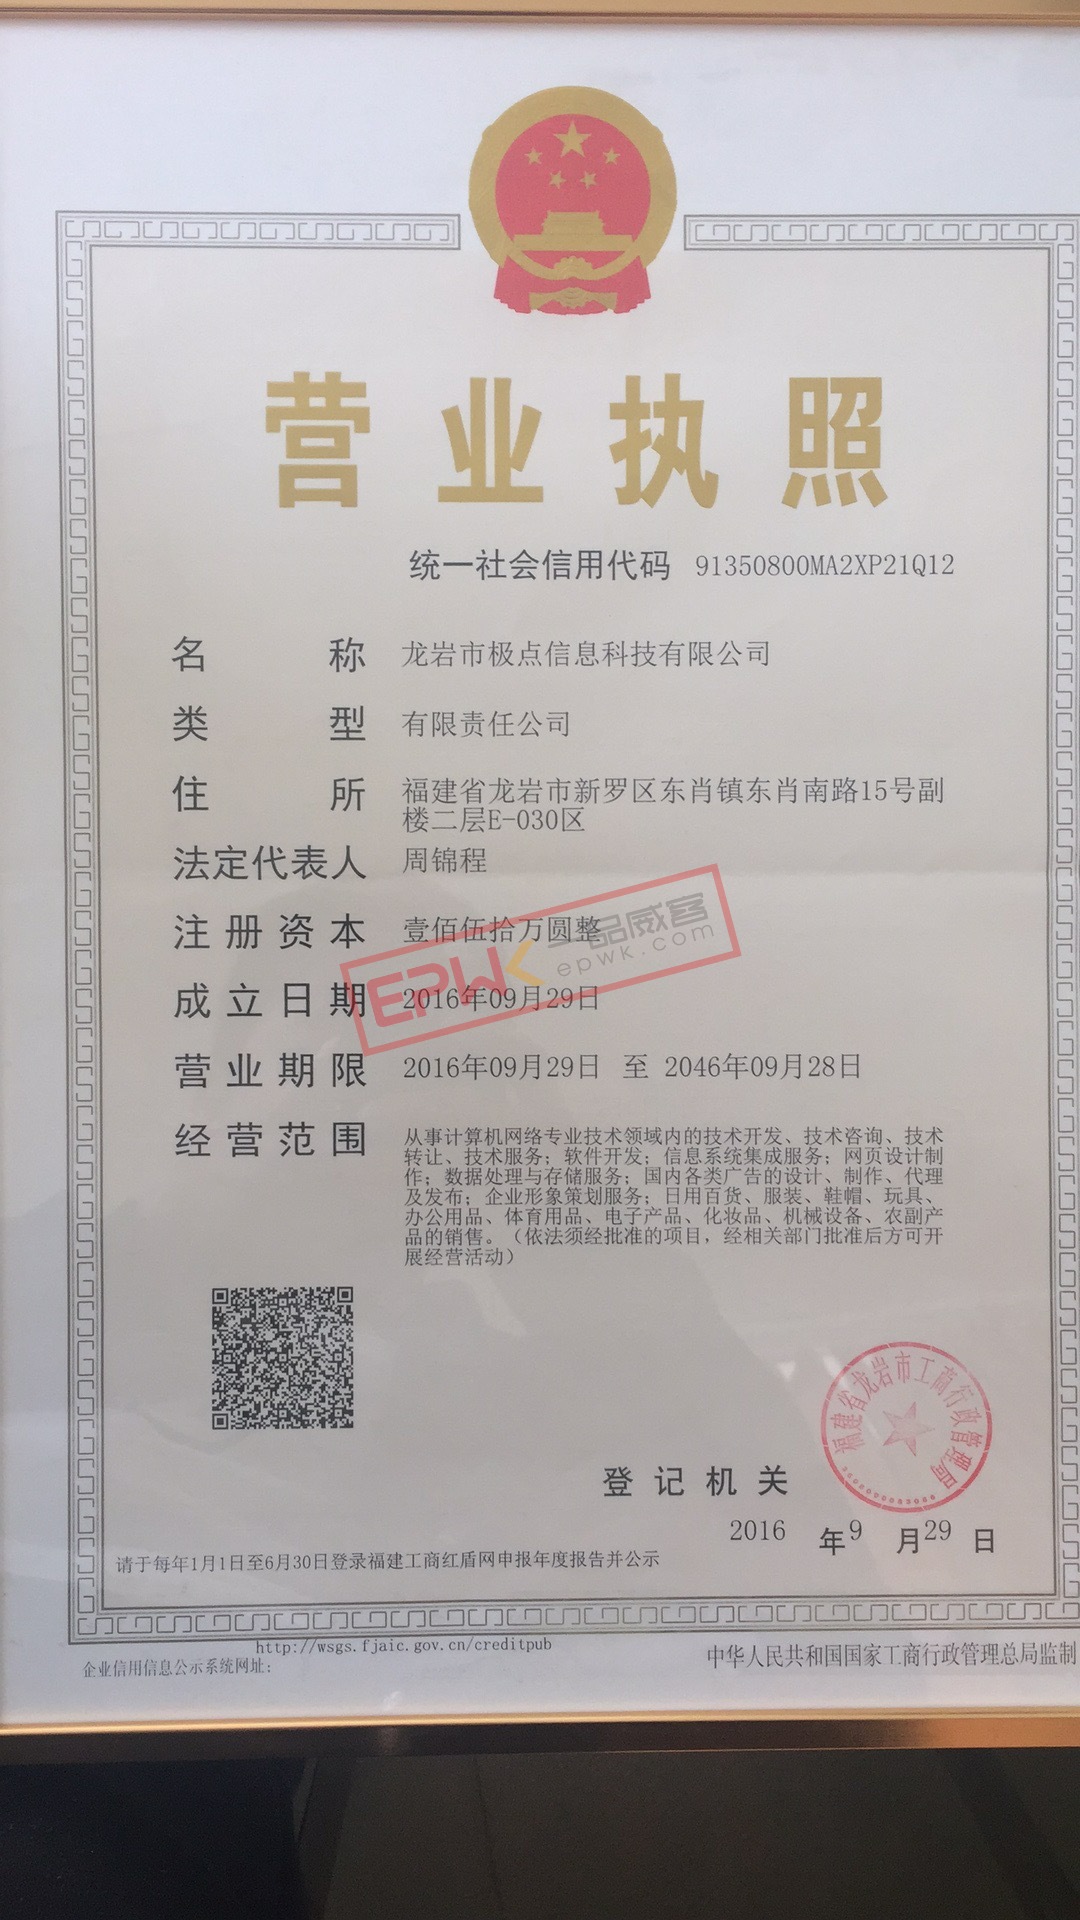 营业执照
统一社会信用代码 91350800MA2XP21Q12
名称 龙岩市极点信息科技有限公司
类型 有限责任公司
住所 福建省龙岩市新罗区东肖镇东肖南路15号副
楼二层E-030区
法定代表人 周锦程
注册资本 壹佰伍拾万圆整
一品威客
EPWK epwk.com
成立日期 2016年09月29日
营业期限 2016年09月29日 至 2046年09月28日
经营范围 从事计算机网络专业技术领域内的技术开发、技术咨询、技术
转让、技术服务；软件开发；信息系统集成服务；网页设计制
作；数据处理与存储服务；国内各类广告的设计、制作、代理
及发布；企业形象策划服务；日用百货、服装、鞋帽、玩具、
办公用品、体育用品、电子产品、化妆品、机械设备、农副产
品的销售。（依法须经批准的项目，经相关部门批准后方可开
展经营活动）
福建省龙岩市工商行政管理局
登记机关
2016 年 9 月 29 日
请于每年1月1日至6月30日登录福建工商红盾网申报年度报告并公示
http://wsgs.fjaic.gov.cn/creditpub
企业信用信息公示系统网址：
中华人民共和国国家工商行政管理总局监制